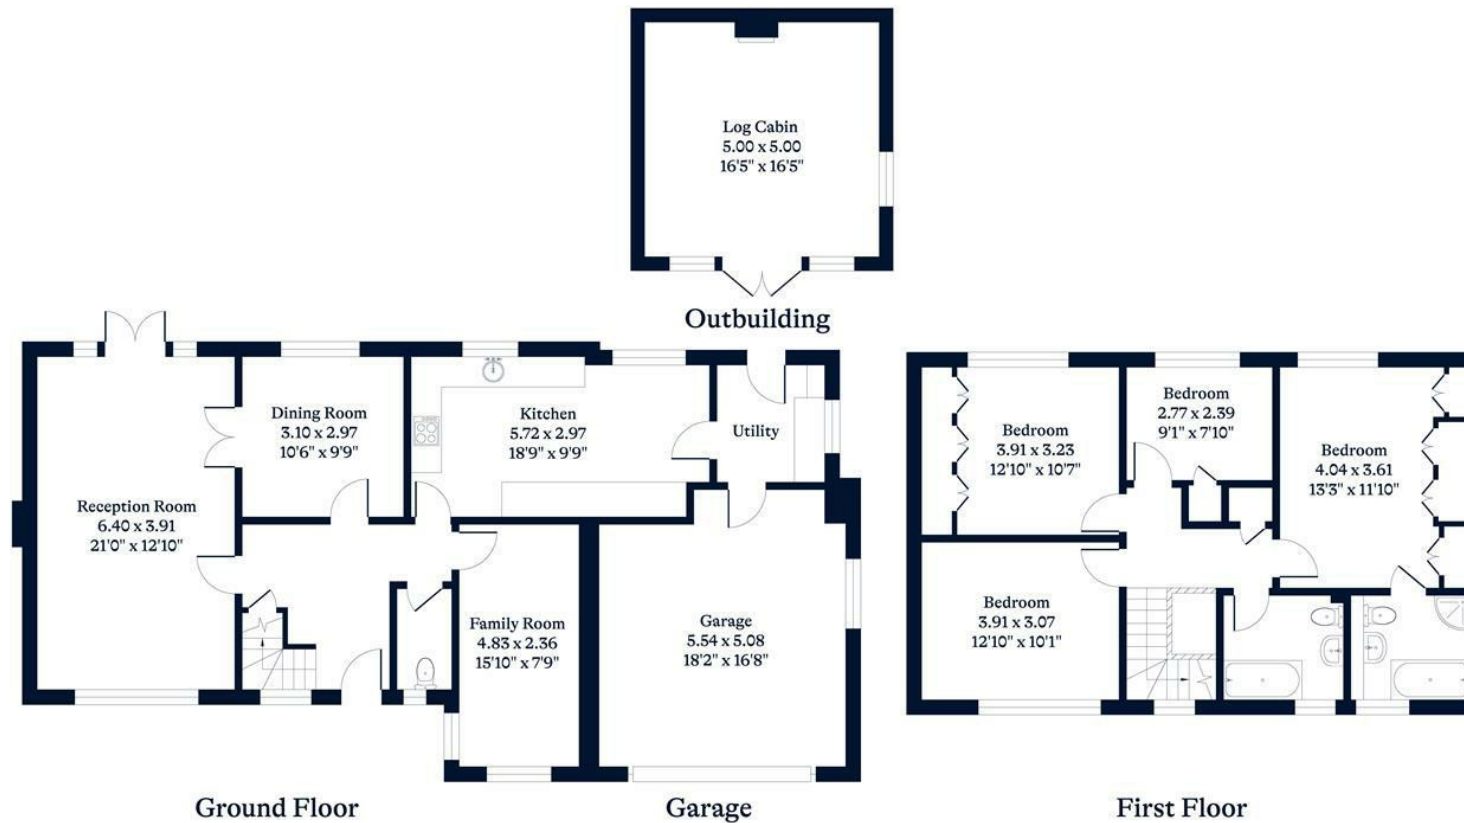 Log Cabin
5.00 x 5.00
16'5" x 16'5"
Outbuilding
Reception Room
6.40 x 3.91
21'0" x 12'10"
Dining Room
3.10 x 2.97
10'6" x 9'9"
Kitchen
5.72 x 2.97
18'9" x 9'9"
Utility
Family Room
4.83 x 2.36
15'10" x 7'9"
Garage
5.54 x 5.08
18'2" x 16'8"
Bedroom
3.91 x 3.23
12'10" x 10'7"
Bedroom
2.77 x 2.39
9'1" x 7'10"
Bedroom
4.04 x 3.61
13'3" x 11'10"
Bedroom
3.91 x 3.07
12'10" x 10'1"
Ground Floor
Garage
First Floor